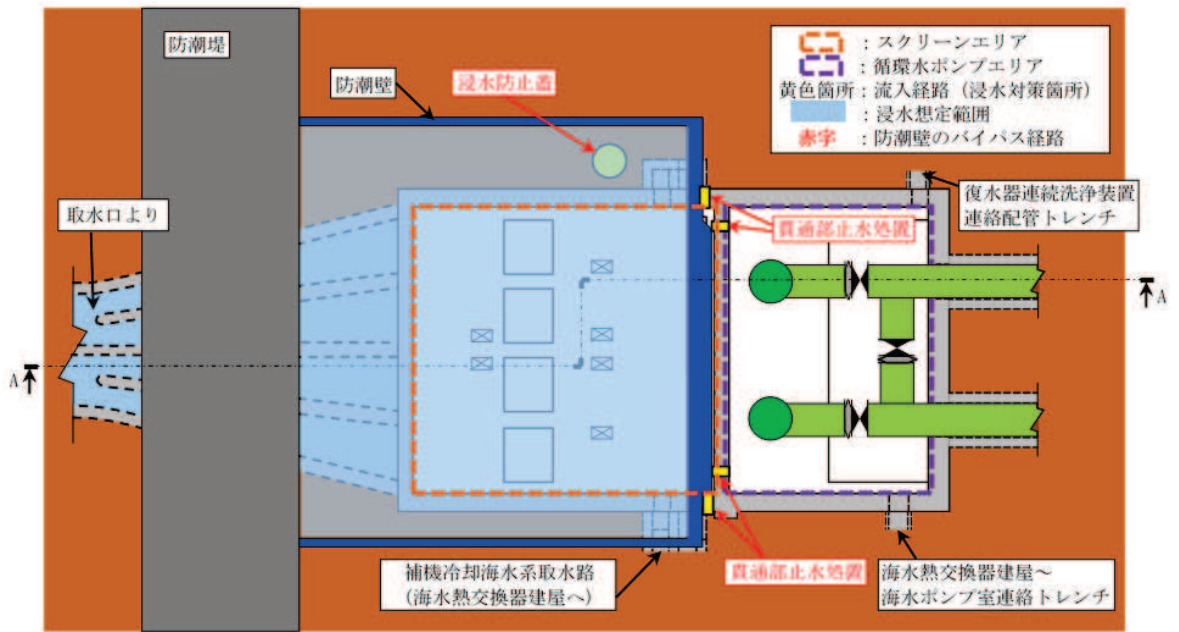 防潮堤
防潮壁
浸水防止蓋
：スクリーンエリア
：循環水ポンプエリア
黄色箇所：流入経路（浸水対策箇所）
：浸水想定範囲
赤字：防潮壁のバイパス経路
取水口より
復水器連続洗浄装置
連絡配管トレンチ
貫通部止水処置
A
A
補機冷却海水系取水路
(海水熱交換器建屋へ)
貫通部止水処置
海水熱交換器建屋～
海水ポンプ室連絡トレンチ